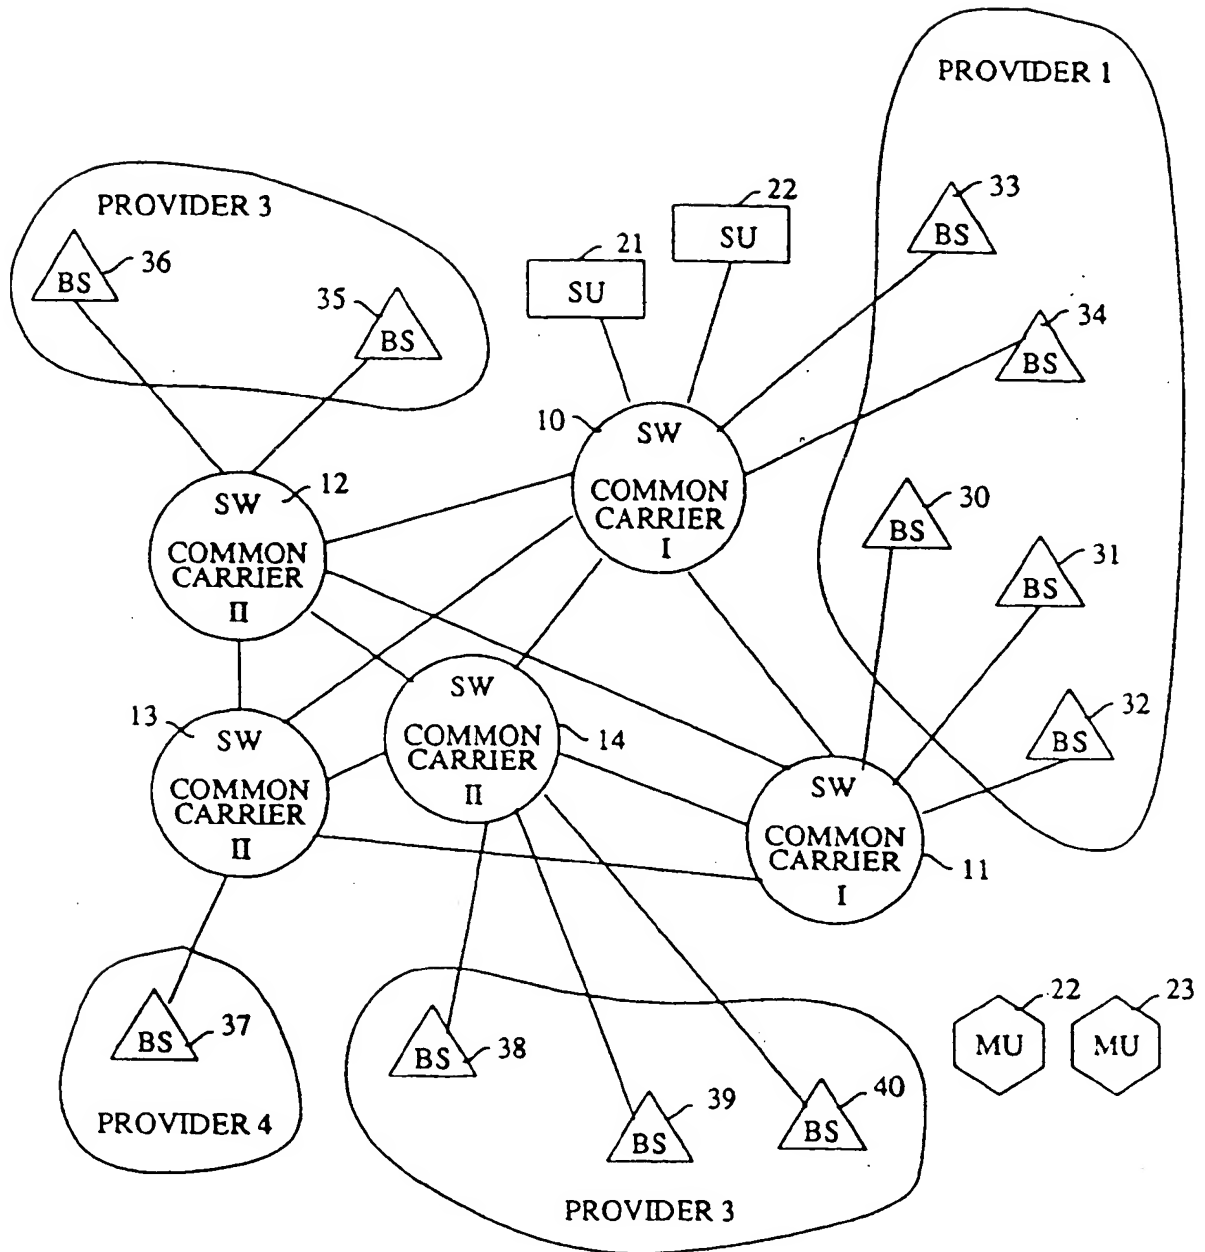 PROVIDER 1
33
BS
34
BS
30
BS
31
BS
32
BS
PROVIDER 3
36
BS
35
BS
21
SU
22
SU
10
SW
COMMON
CARRIER
I
12
SW
COMMON
CARRIER
II
13
SW
COMMON
CARRIER
II
14
SW
COMMON
CARRIER
II
11
SW
COMMON
CARRIER
I
37
BS
PROVIDER 4
38
BS
39
BS
40
BS
PROVIDER 3
22
MU
23
MU